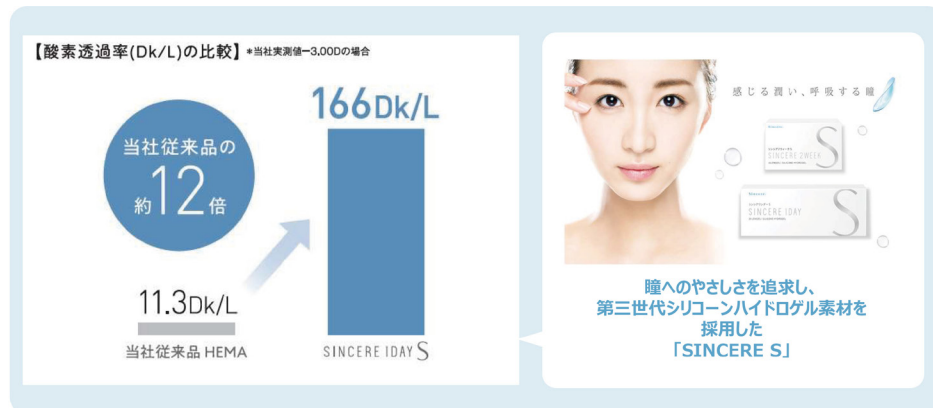 【酸素透過率(Dk/L)の比較】 *当社実測値-3.00Dの場合
166Dk/L
当社従来品の
約12倍
11.3Dk/L
当社従来品 HEMA
SINCERE 1DAY S
感じる潤い、呼吸する瞳
SINCERE 2WEEK
S
SINCERE 1DAY
S
瞳へのやさしさを追求し、
第三世代シリコーンハイドロゲル素材を
採用した
「SINCERE S」